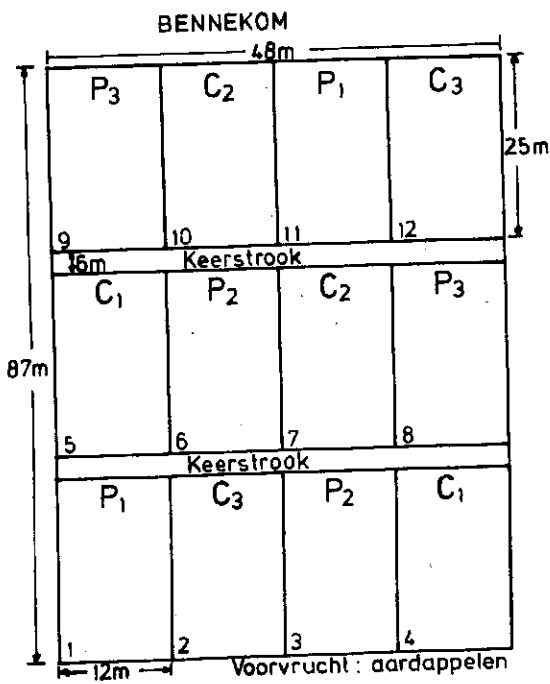 BENNEKOM
48m
P3 C2 P1 C3
25m
9 10 11 12
6m Keerstrook
C1 P2 C2 P3
87m
5 6 7 8
Keerstrook
P1 C3 P2 C1
1 2 3 4
12m Voorvrucht : aardappelen